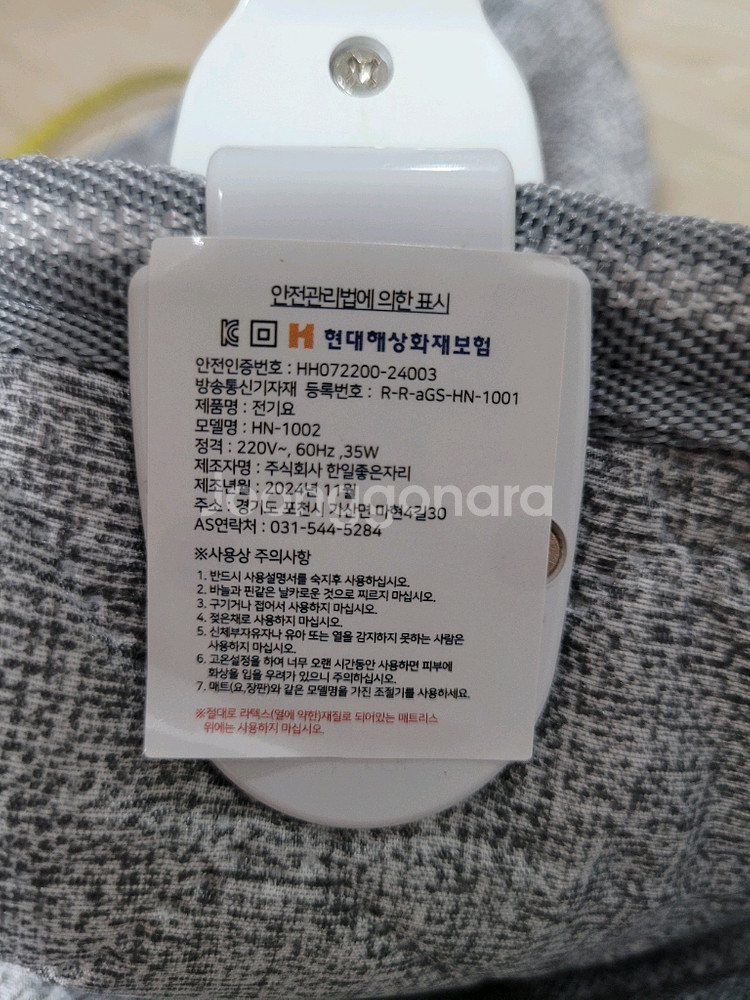 안전관리법에 의한 표시
현대해상화재보험
안전인증번호 : HH072200-24003
방송통신기자재 등록번호 : R-R-aGS-HN-1001
제품명 : 전기요
모델명 : HN-1002
정격 : 220V~, 60Hz ,35W
제조자명 : 주식회사 한일좋은자리
제조년월 : 2024년 11월
Joonggonara
주소 : 경기도 포천시 가산면 마현4길30
AS연락처 : 031-544-5284
※사용상 주의사항
1. 반드시 사용설명서를 숙지후 사용하십시오.
2. 바늘과 핀같은 날카로운 것으로 찌르지 마십시오.
3. 구기거나 접어서 사용하지 마십시오.
4. 젖은채로 사용하지 마십시오.
5. 신체부자유자나 유아 또는 열을 감지하지 못하는 사람은
사용하지 마십시오.
6. 고온설정을 하여 너무 오랜 시간동안 사용하면 피부에
화상을 입을 우려가 있으니 주의하십시오.
7. 매트(요,장판)와 같은 모델명을 가진 조절기를 사용하세요.
※절대로 라텍스(열에 약한)재질로 되어있는 매트리스
위에는 사용하지 마십시오.